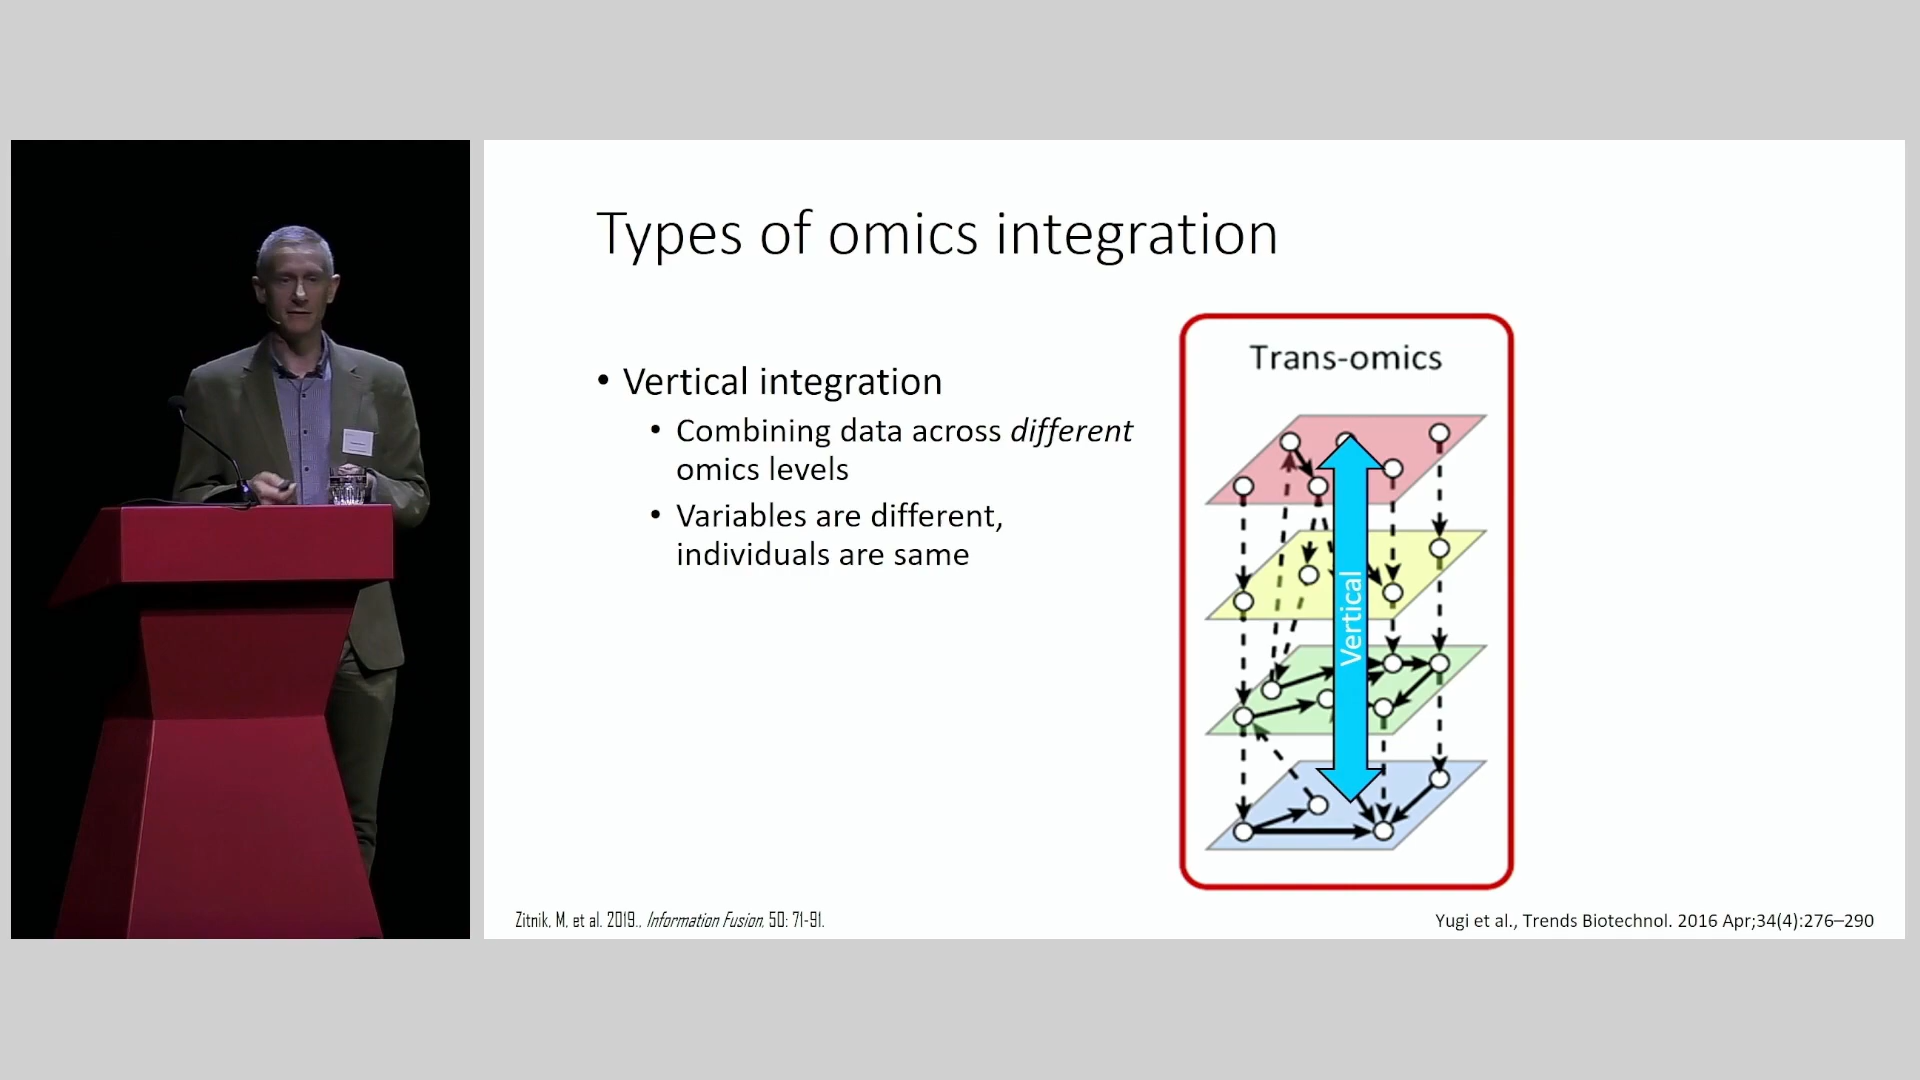 Types of omics integration
• Vertical integration
• Combining data across different
omics levels
• Variables are different,
individuals are same
Trans-omics
Vertical
Zitnik, M, et al. 2019., Information Fusion, 50: 71-91.
Yugi et al., Trends Biotechnol. 2016 Apr;34(4):276–290